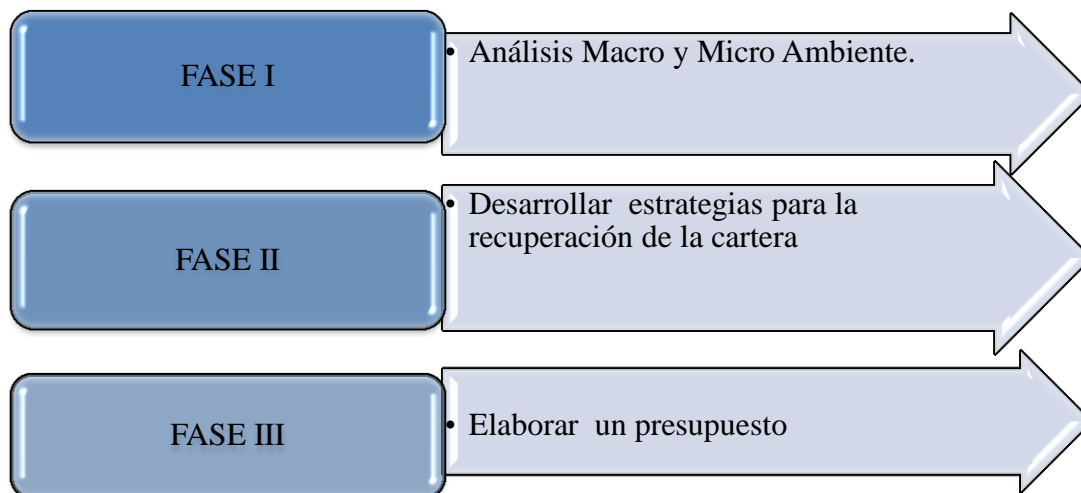 FASE I
• Análisis Macro y Micro Ambiente.
FASE II
• Desarrollar estrategias para la
recuperación de la cartera
FASE III
• Elaborar un presupuesto